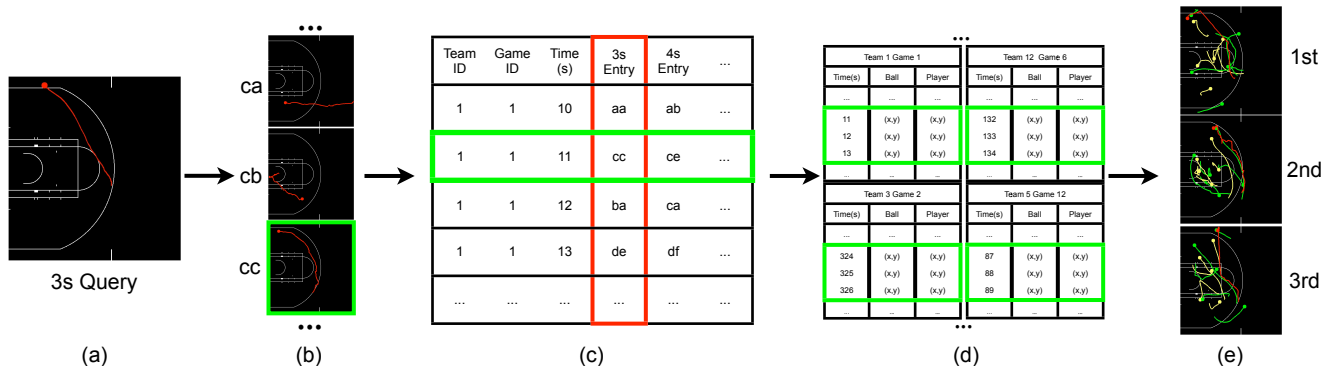 3s Query
(a)
•••
ca
cb
cc
•••
(b)
Team ID Game ID Time (s) 3s Entry 4s Entry ...
1 1 10 aa ab
1 1 11 cc ce ...
1 1 12 ba ca
1 1 13 de df ...
... ... ... ... ...
(c)
•••
Team 1 Game 1
Time(s) Ball Player
... ... ...
11 (x,y) (x,y)
12 (x,y) (x,y)
13 (x,y) (x,y)
... ... ...
Team 12 Game 6
Time(s) Ball Player
... ... ...
132 (x,y) (x,y)
133 (x,y) (x,y)
134 (x,y) (x,y)
... ... ...
Team 3 Game 2
Time(s) Ball Player
... ... ...
324 (x,y) (x,y)
325 (x,y) (x,y)
326 (x,y) (x,y)
... ... ...
Team 5 Game 12
Time(s) Ball Player
... ... ...
87 (x,y) (x,y)
88 (x,y) (x,y)
89 (x,y) (x,y)
... ... ...
•••
(d)
1st
2nd
3rd
(e)